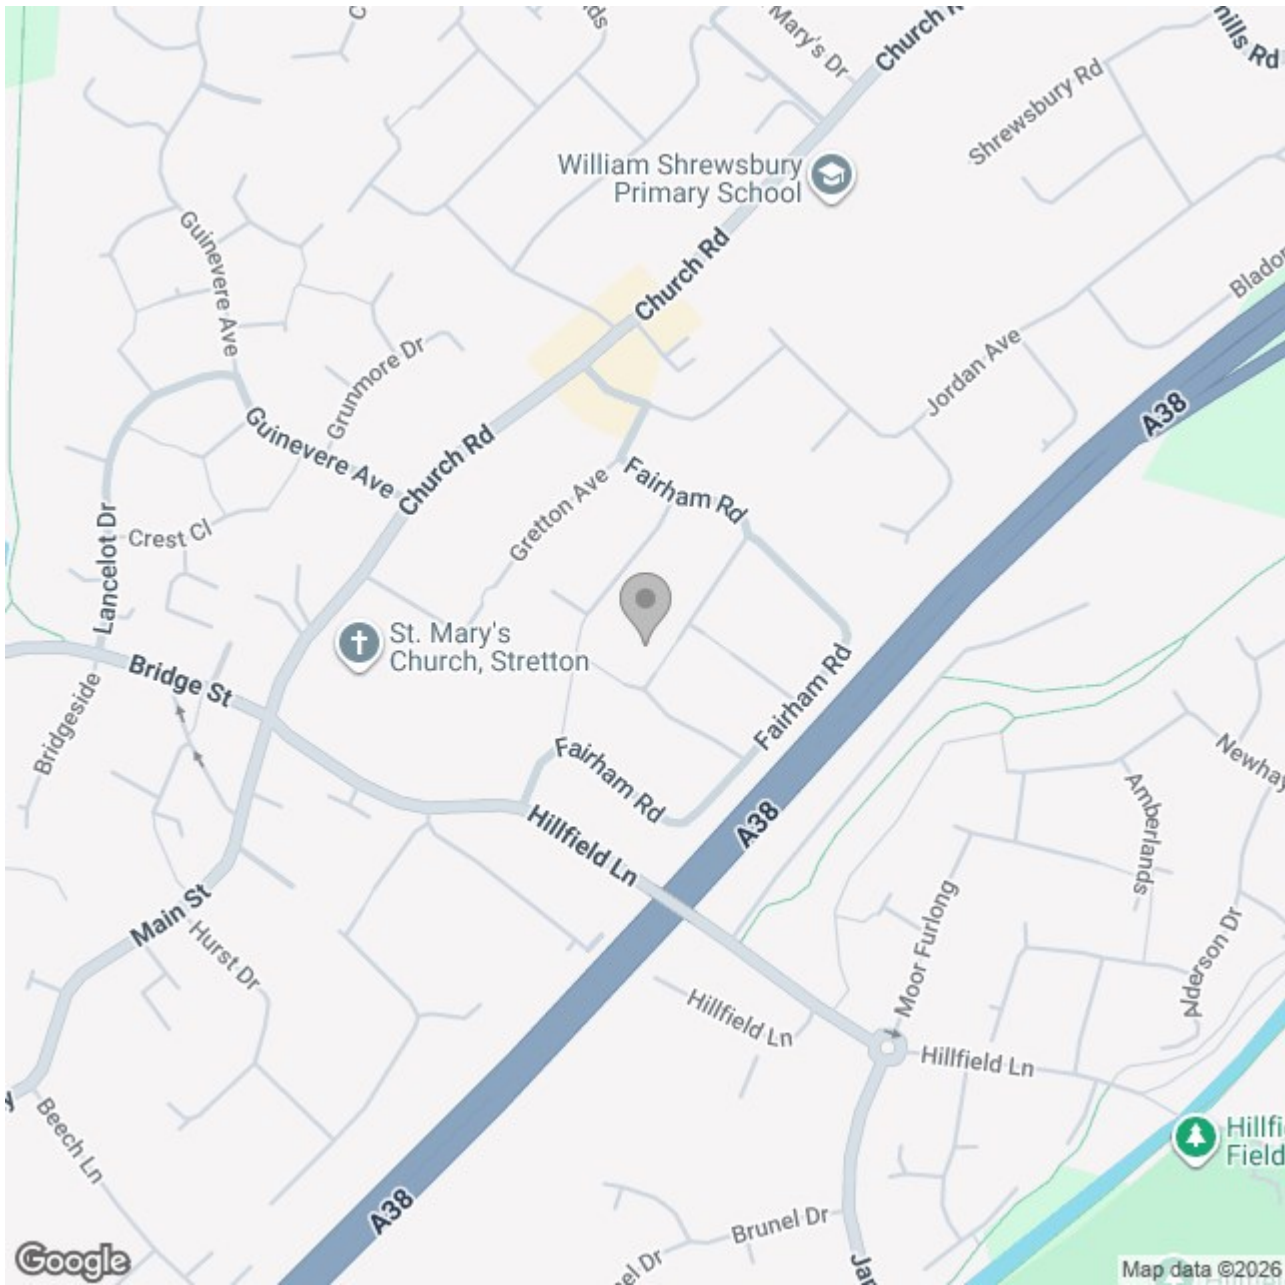 Mary's Dr
Church R
Shrewsbury Rd
William Shrewsbury
Primary School
Church Rd
Guinevere Ave
Bladon
Grunmore Dr
Jordan Ave
A38
Guinevere Ave
Church Rd
Fairham Rd
Gretton Ave
Lancelot Dr
Crest Cl
St. Mary's
Church, Stretton
Bridge St
Bridgeside
Fairham Rd
Fairham Rd
Newhay
Amberlands
A38
Hillfield Ln
Main St
Hurst Dr
Moor Furlong
Alderson Dr
Hillfield Ln
Hillfield Ln
Beech Ln
Hillfi
Field
A38
Brunel Dr
Google
Map data ©2026